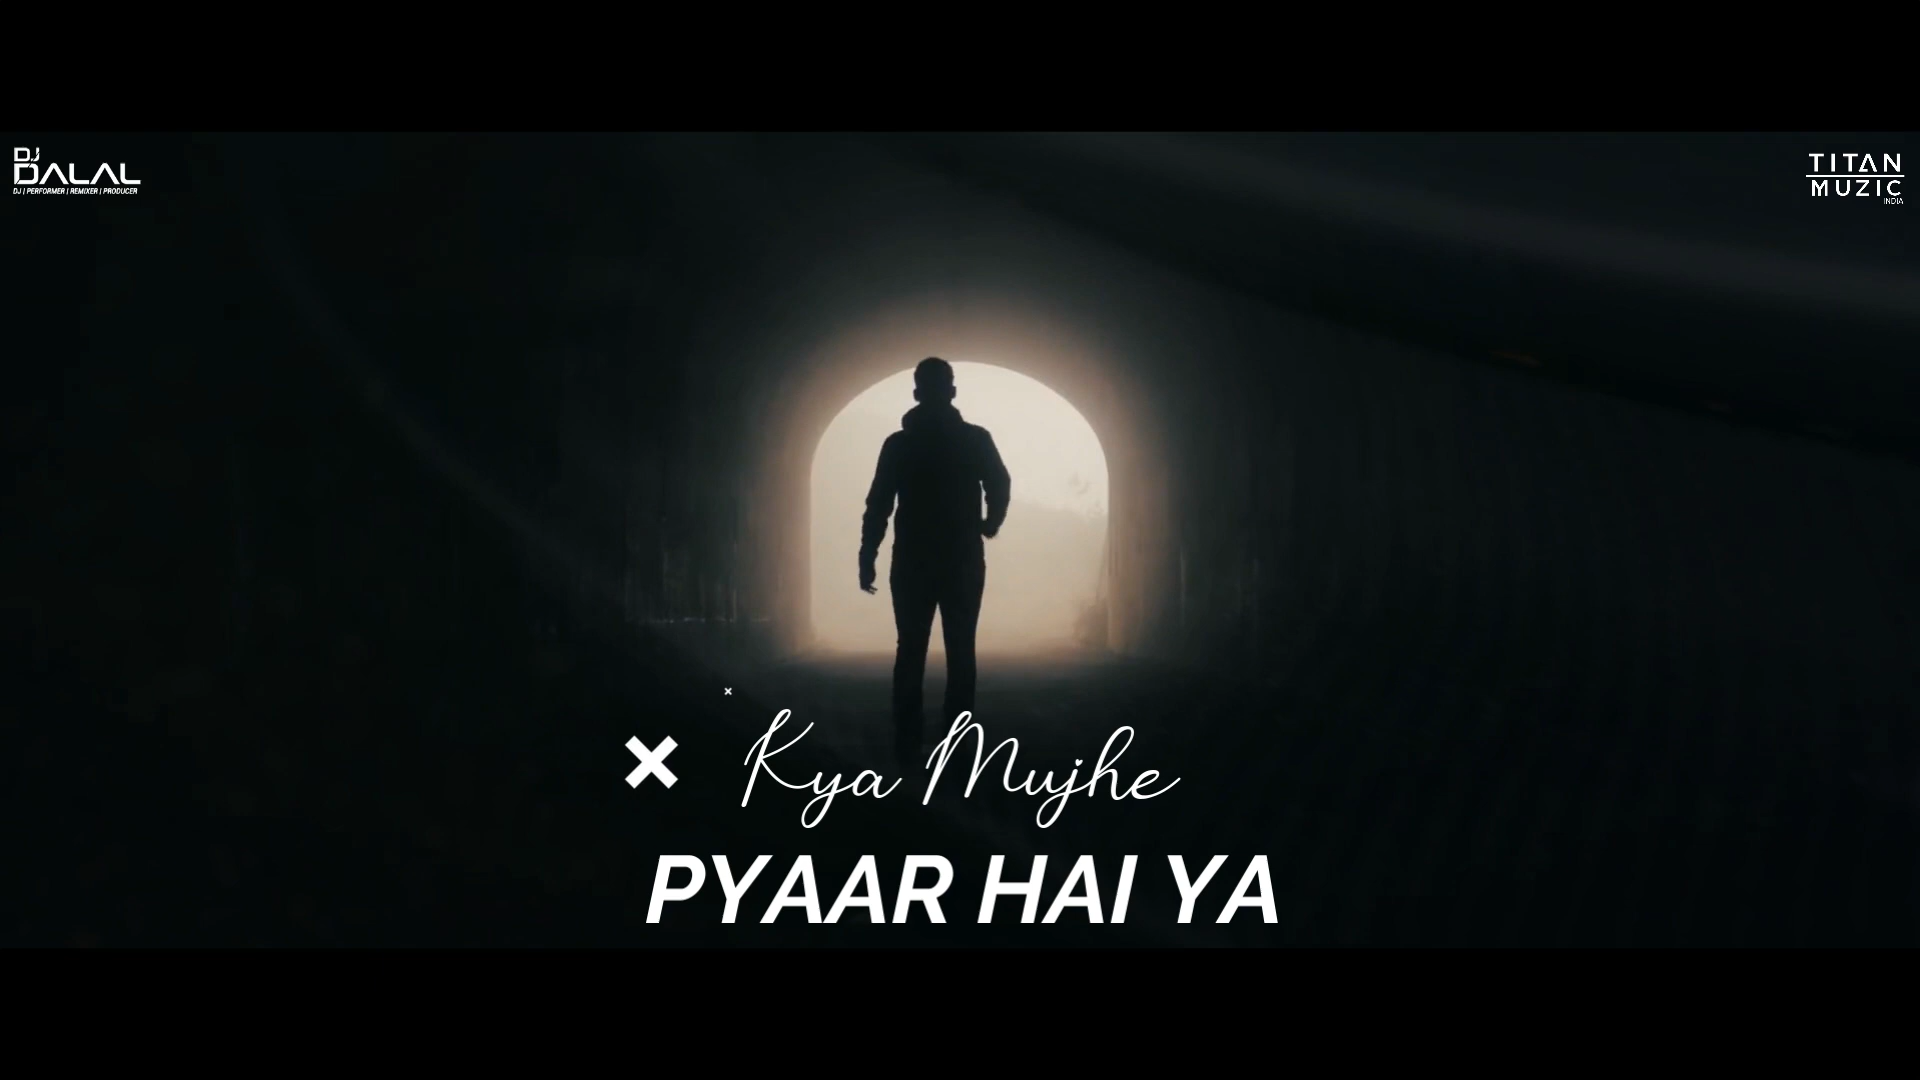 DJ
DALAL
DJ | PERFORMER | REMIXER | PRODUCER
TITAN
MUZIC
INDIA
Kya Mujhe
PYAAR HAI YA